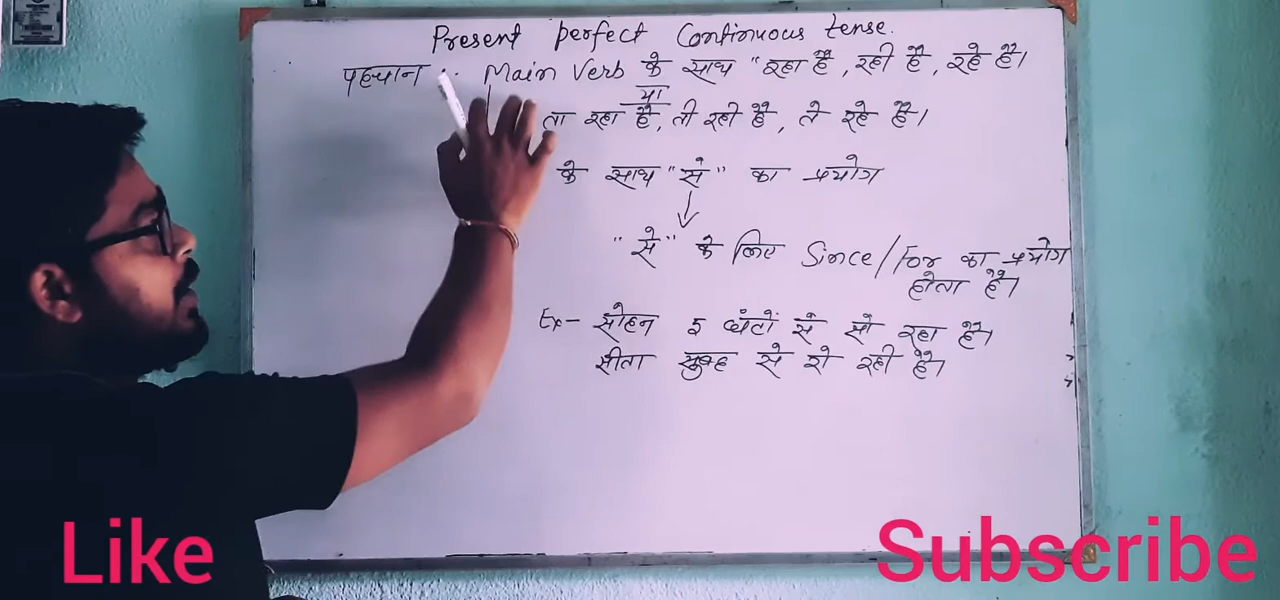 Present perfect Continuous tense.
पहचान :- Main Verb के साथ "रहा है, रही है, रहे है।
या
ता रहा है, ती रही है, ते रहे है।
के साथ "से" का प्रयोग
"से" के लिए Since/For का प्रयोग
होता है।
Ex- सोहन घंटों से सो रहा है।
सीता सुबह से रो रही है।
Like
Subscribe